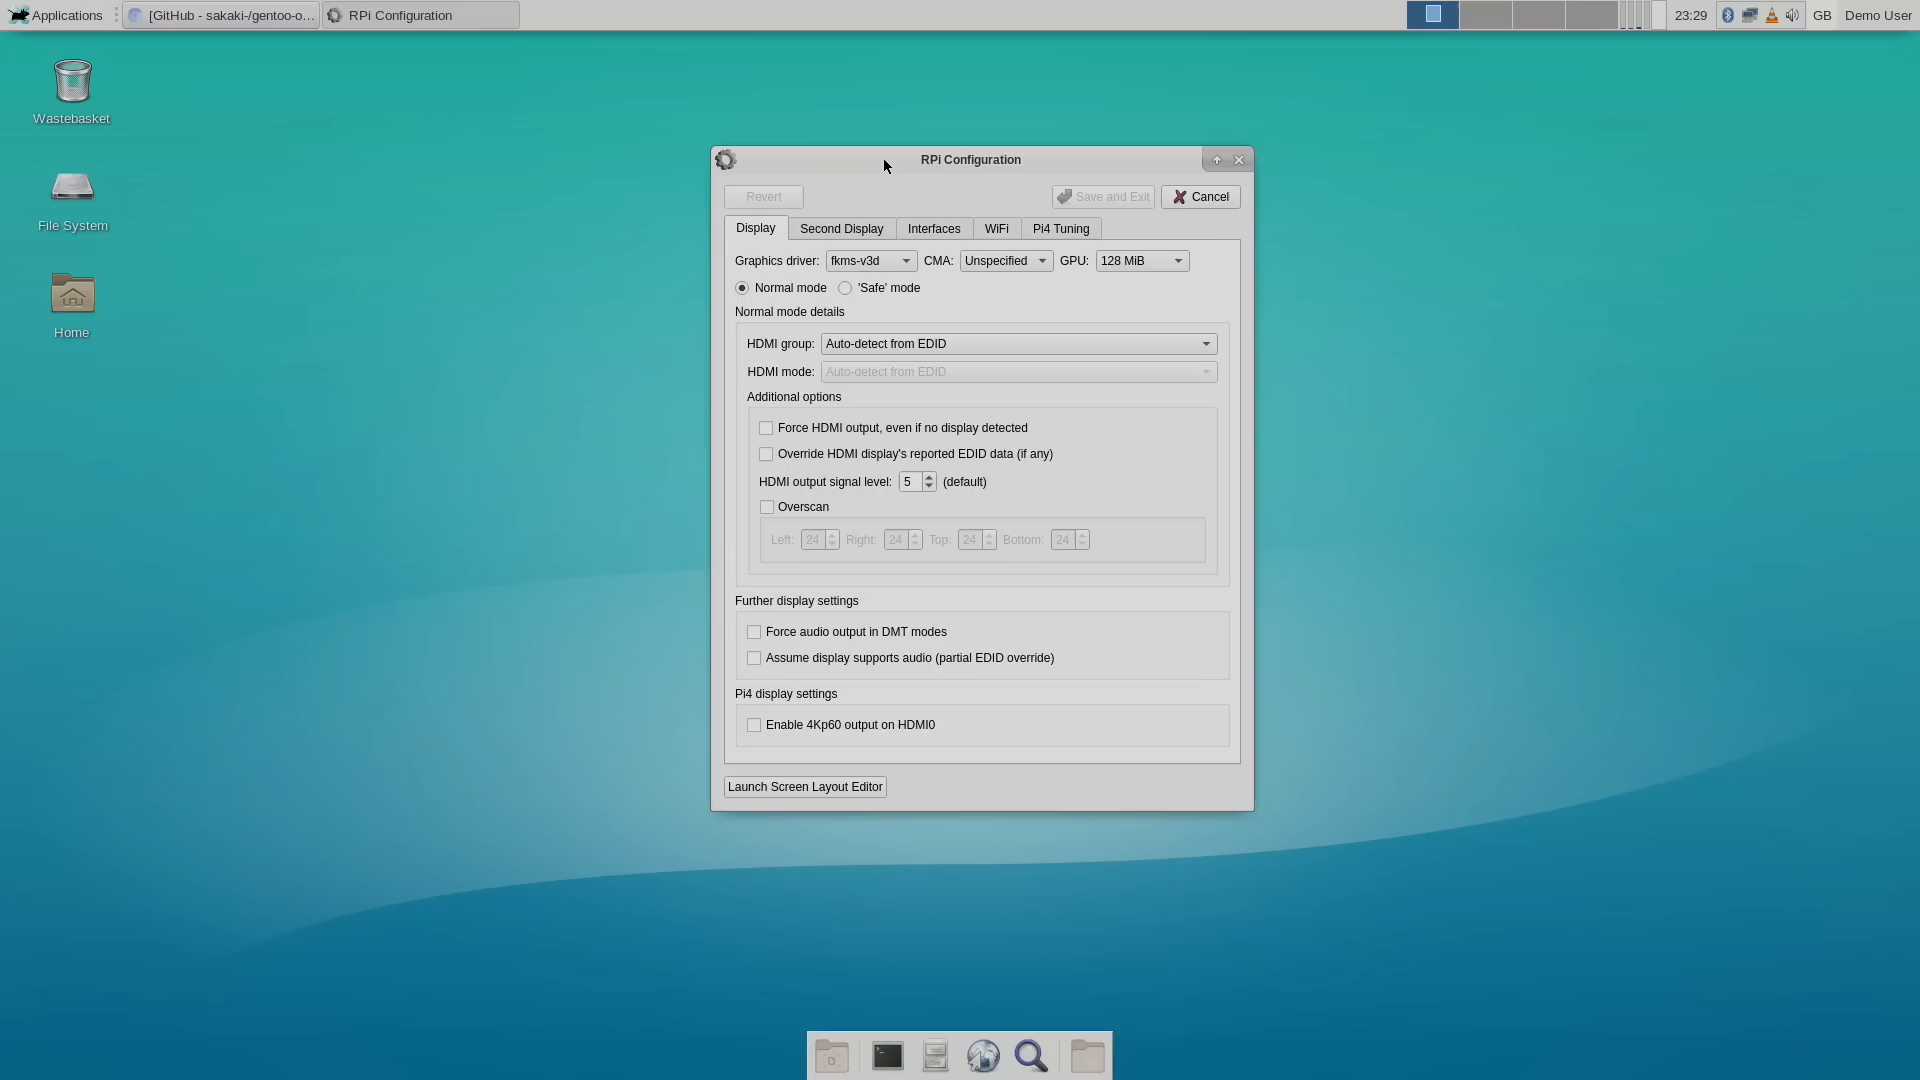 Applications [GitHub - sakaki-/gentoo-o... RPi Configuration 23:29 GB Demo User
Wastebasket
File System
Home
RPi Configuration
Revert Save and Exit Cancel
Display Second Display Interfaces WiFi Pi4 Tuning
Graphics driver: fkms-v3d CMA: Unspecified GPU: 128 MiB
Normal mode 'Safe' mode
Normal mode details
HDMI group: Auto-detect from EDID
HDMI mode: Auto-detect from EDID
Additional options
Force HDMI output, even if no display detected
Override HDMI display's reported EDID data (if any)
HDMI output signal level: 5 (default)
Overscan
Left: 24 Right: 24 Top: 24 Bottom: 24
Further display settings
Force audio output in DMT modes
Assume display supports audio (partial EDID override)
Pi4 display settings
Enable 4Kp60 output on HDMI0
Launch Screen Layout Editor
D